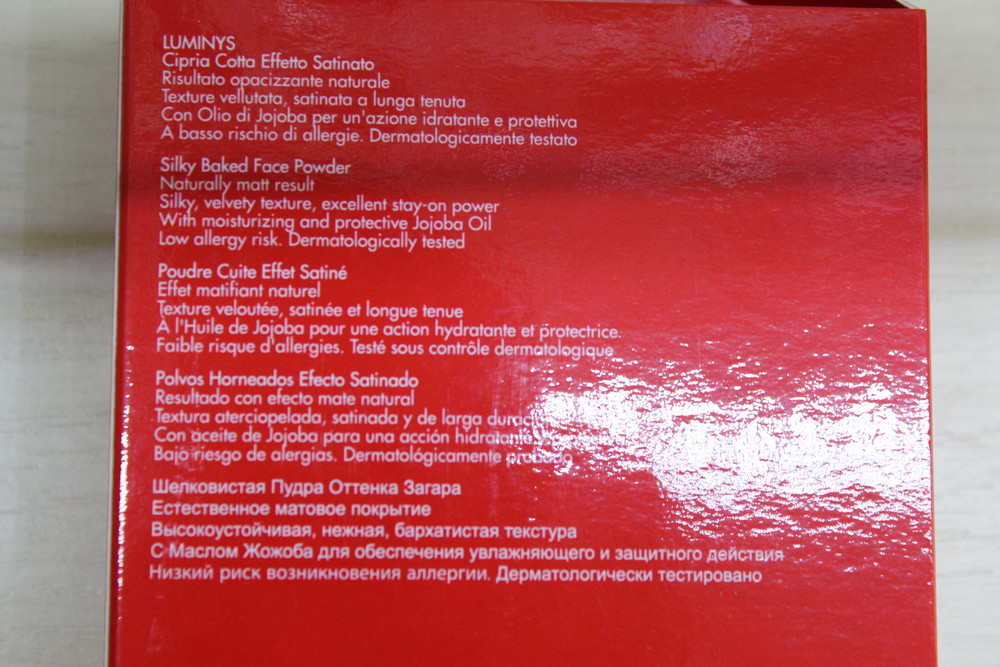 LUMINYS
Cipria Cotta Effetto Satinato
Risultato opacizzante naturale
Texture vellutata, satinata a lunga tenuta
Con Olio di Jojoba per un'azione idratante e protettiva
A basso rischio di allergie. Dermatologicamente testato
Silky Baked Face Powder
Naturally matt result
Silky, velvety texture, excellent stay-on power
With moisturizing and protective Jojoba Oil
Low allergy risk. Dermatologically tested
Poudre Cuite Effet Satiné
Effet matifiant naturel
Texture veloutée, satinée et longue tenue
À l'Huile de Jojoba pour une action hydratante et protectrice.
Faible risque d'allergies. Testé sous contrôle dermatologique
Polvos Horneados Efecto Satinado
Resultado con efecto mate natural
Textura aterciopelada, satinada y de larga
Con aceite de Jojoba para una acción hidratante
Bajo riesgo de alergias. Dermatológicamente probado
Шелковистая Пудра Оттенка Загара
Естественное матовое покрытие
Высокоустойчивая, нежная, бархатистая текстура
С Маслом Жожоба для обеспечения увлажняющего и защитного действия
Низкий риск возникновения аллергии. Дерматологически тестировано